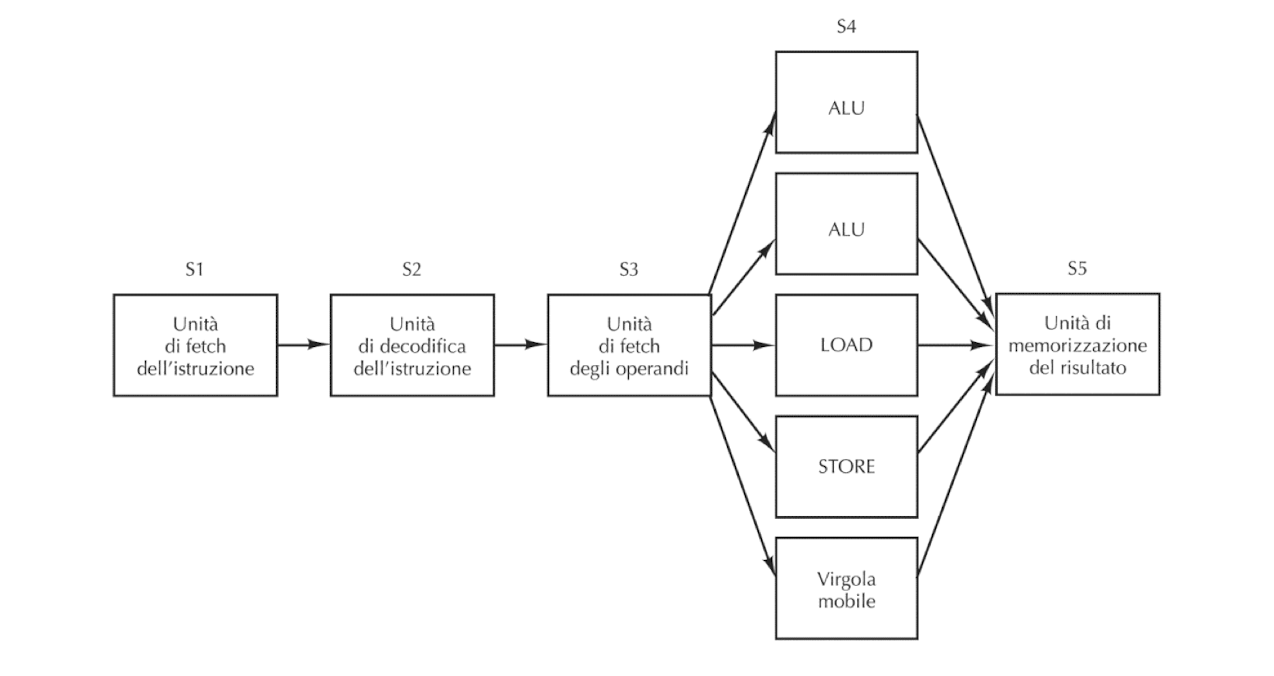 S4
ALU
ALU
S1
S2
S3
S5
Unità
di fetch
dell'istruzione
Unità
di decodifica
dell'istruzione
Unità
di fetch
degli operandi
LOAD
Unità di
memorizzazione
del risultato
STORE
Virgola
mobile